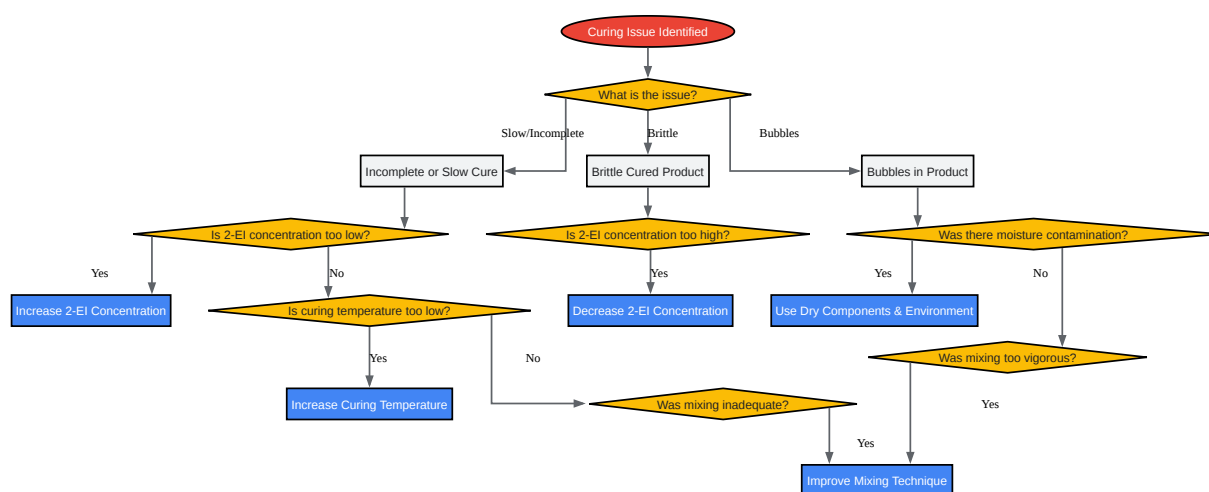 Curing Issue Identified
What is the issue?
Slow/Incomplete
Brittle
Bubbles
Incomplete or Slow Cure
Brittle Cured Product
Bubbles in Product
Is 2-EI concentration too low?
Is 2-EI concentration too high?
Was there moisture contamination?
Yes
No
Yes
Yes
No
Increase 2-EI Concentration
Is curing temperature too low?
Decrease 2-EI Concentration
Use Dry Components & Environment
Yes
No
Was mixing too vigorous?
Increase Curing Temperature
Was mixing inadequate?
Yes
Yes
Improve Mixing Technique